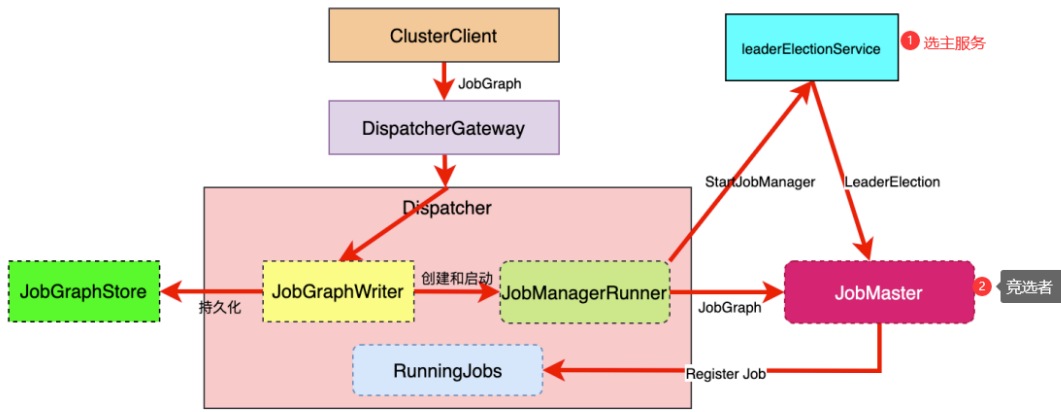 ClusterClient
leaderElectionService
1 选主服务
JobGraph
DispatcherGateway
StartJobManager
LeaderElection
Dispatcher
JobGraphStore
持久化
JobGraphWriter
创建和启动
JobManagerRunner
JobGraph
JobMaster
2 竞选者
RunningJobs
Register Job